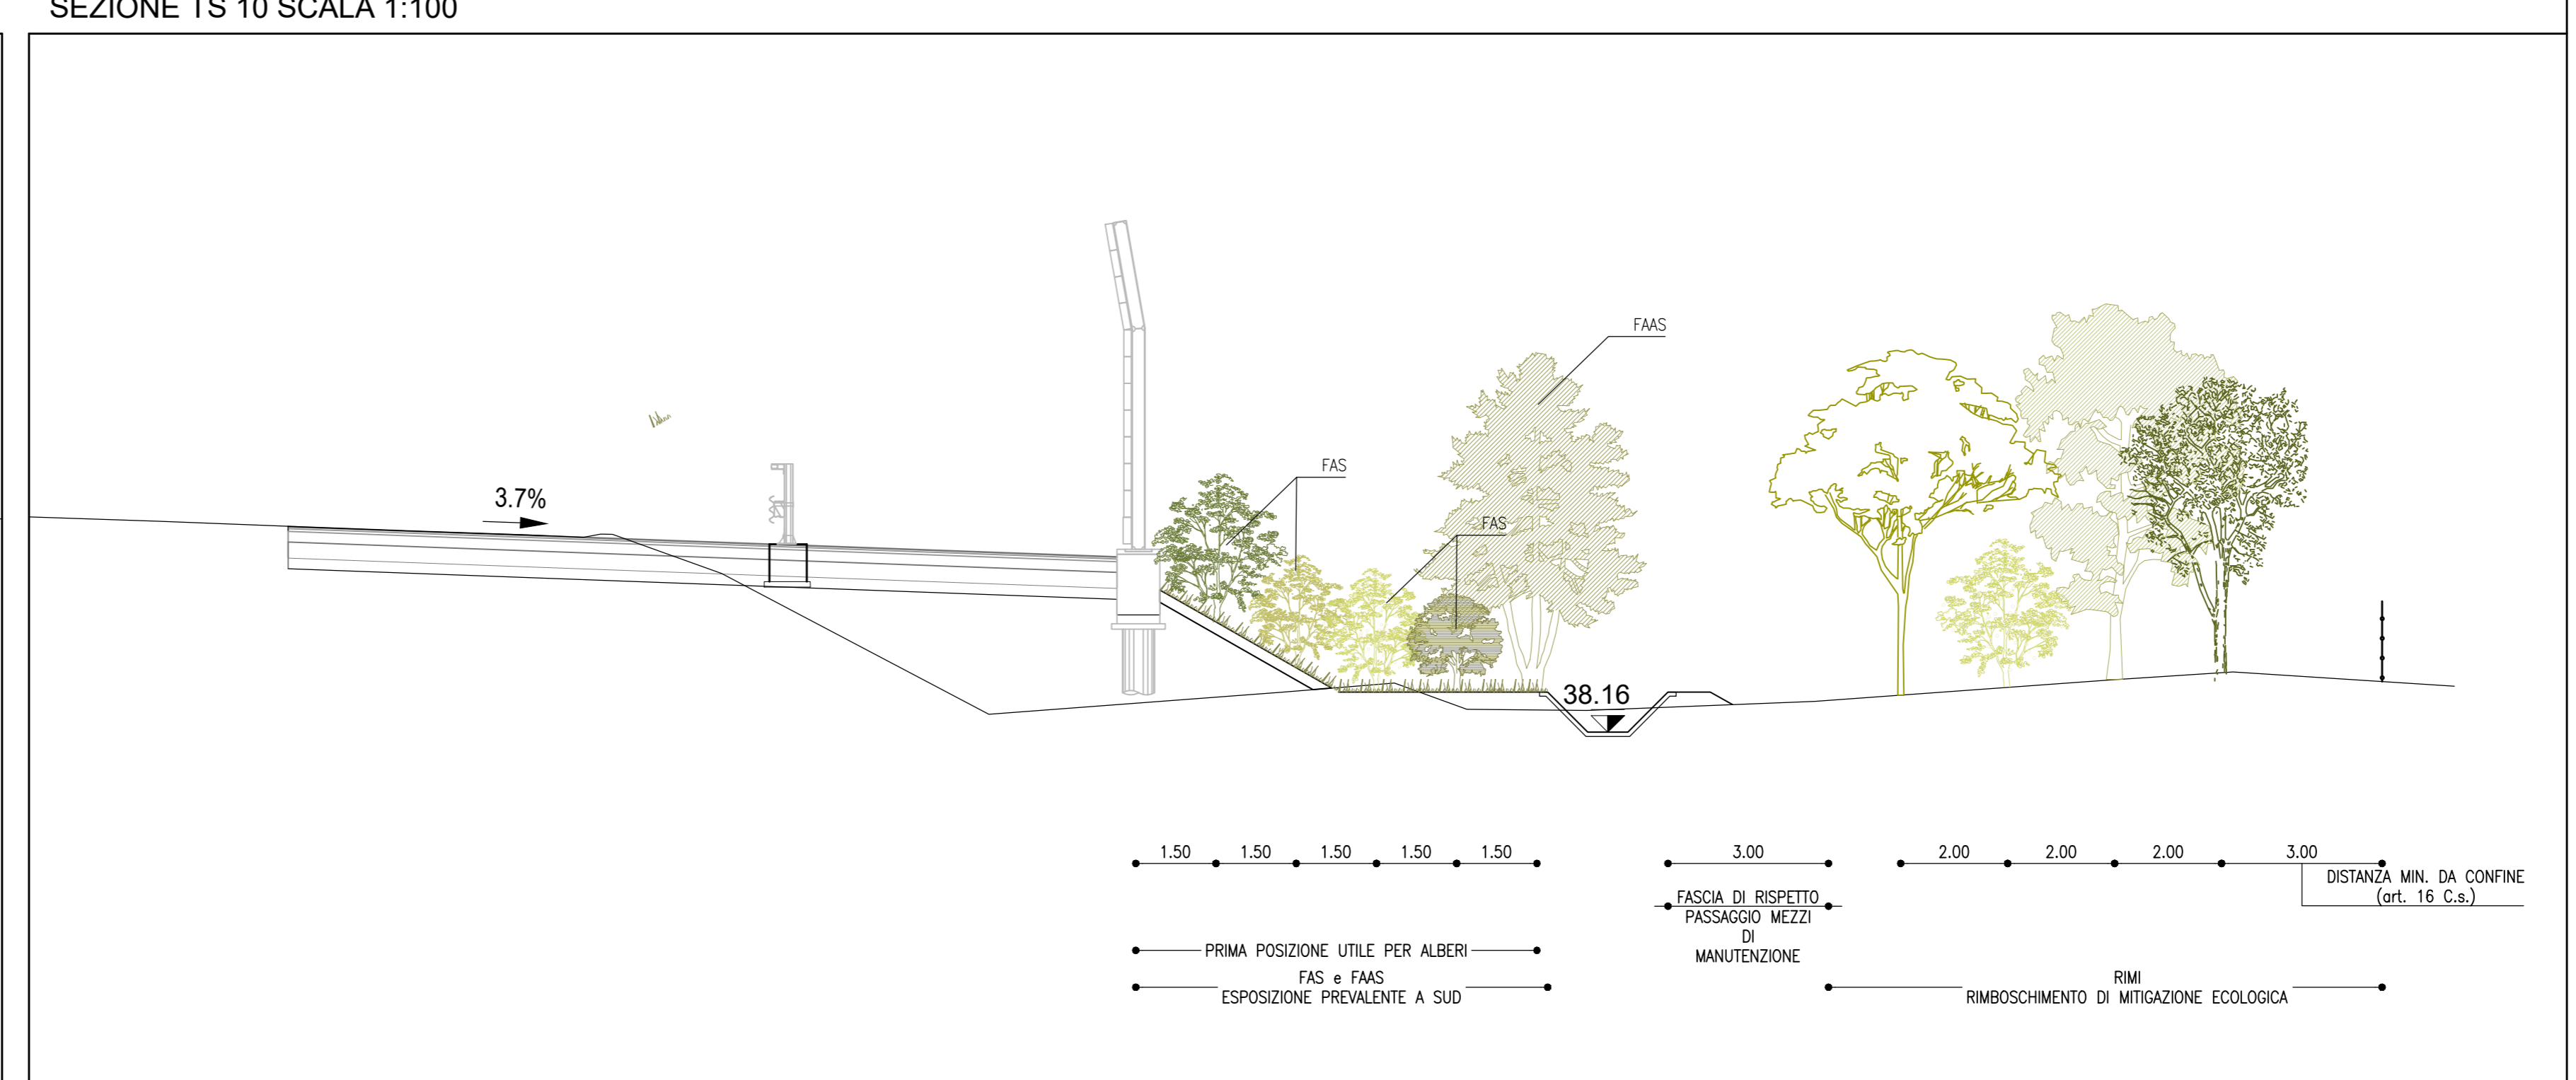 SEZIONE TS 10 SCALA 1:100
FAAS
FAS
3.7%
FAS
38.16
1.50 1.50 1.50 1.50 1.50 3.00 2.00 2.00 2.00 3.00
DISTANZA MIN. DA CONFINE
(art. 16 C.s.)
FASCIA DI RISPETTO
PASSAGGIO MEZZI
DI
MANUTENZIONE
PRIMA POSIZIONE UTILE PER ALBERI
FAS e FAAS
ESPOSIZIONE PREVALENTE A SUD
RIMI
RIMBOSCHIMENTO DI MITIGAZIONE ECOLOGICA